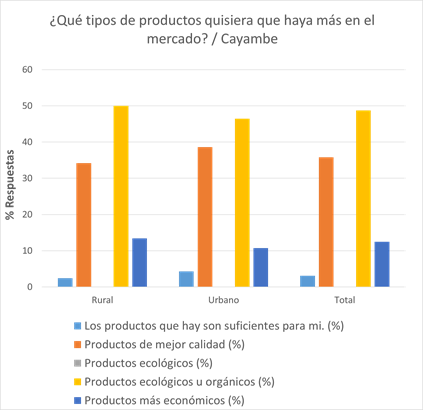 ¿Qué tipos de productos quisiera que haya más en el
mercado? / Cayambe
60
50
40
30
20
10
0
% Respuestas
Rural
Urbano
Total
Los productos que hay son suficientes para mi. (%)
Productos de mejor calidad (%)
Productos ecológicos (%)
Productos ecológicos u orgánicos (%)
Productos más económicos (%)